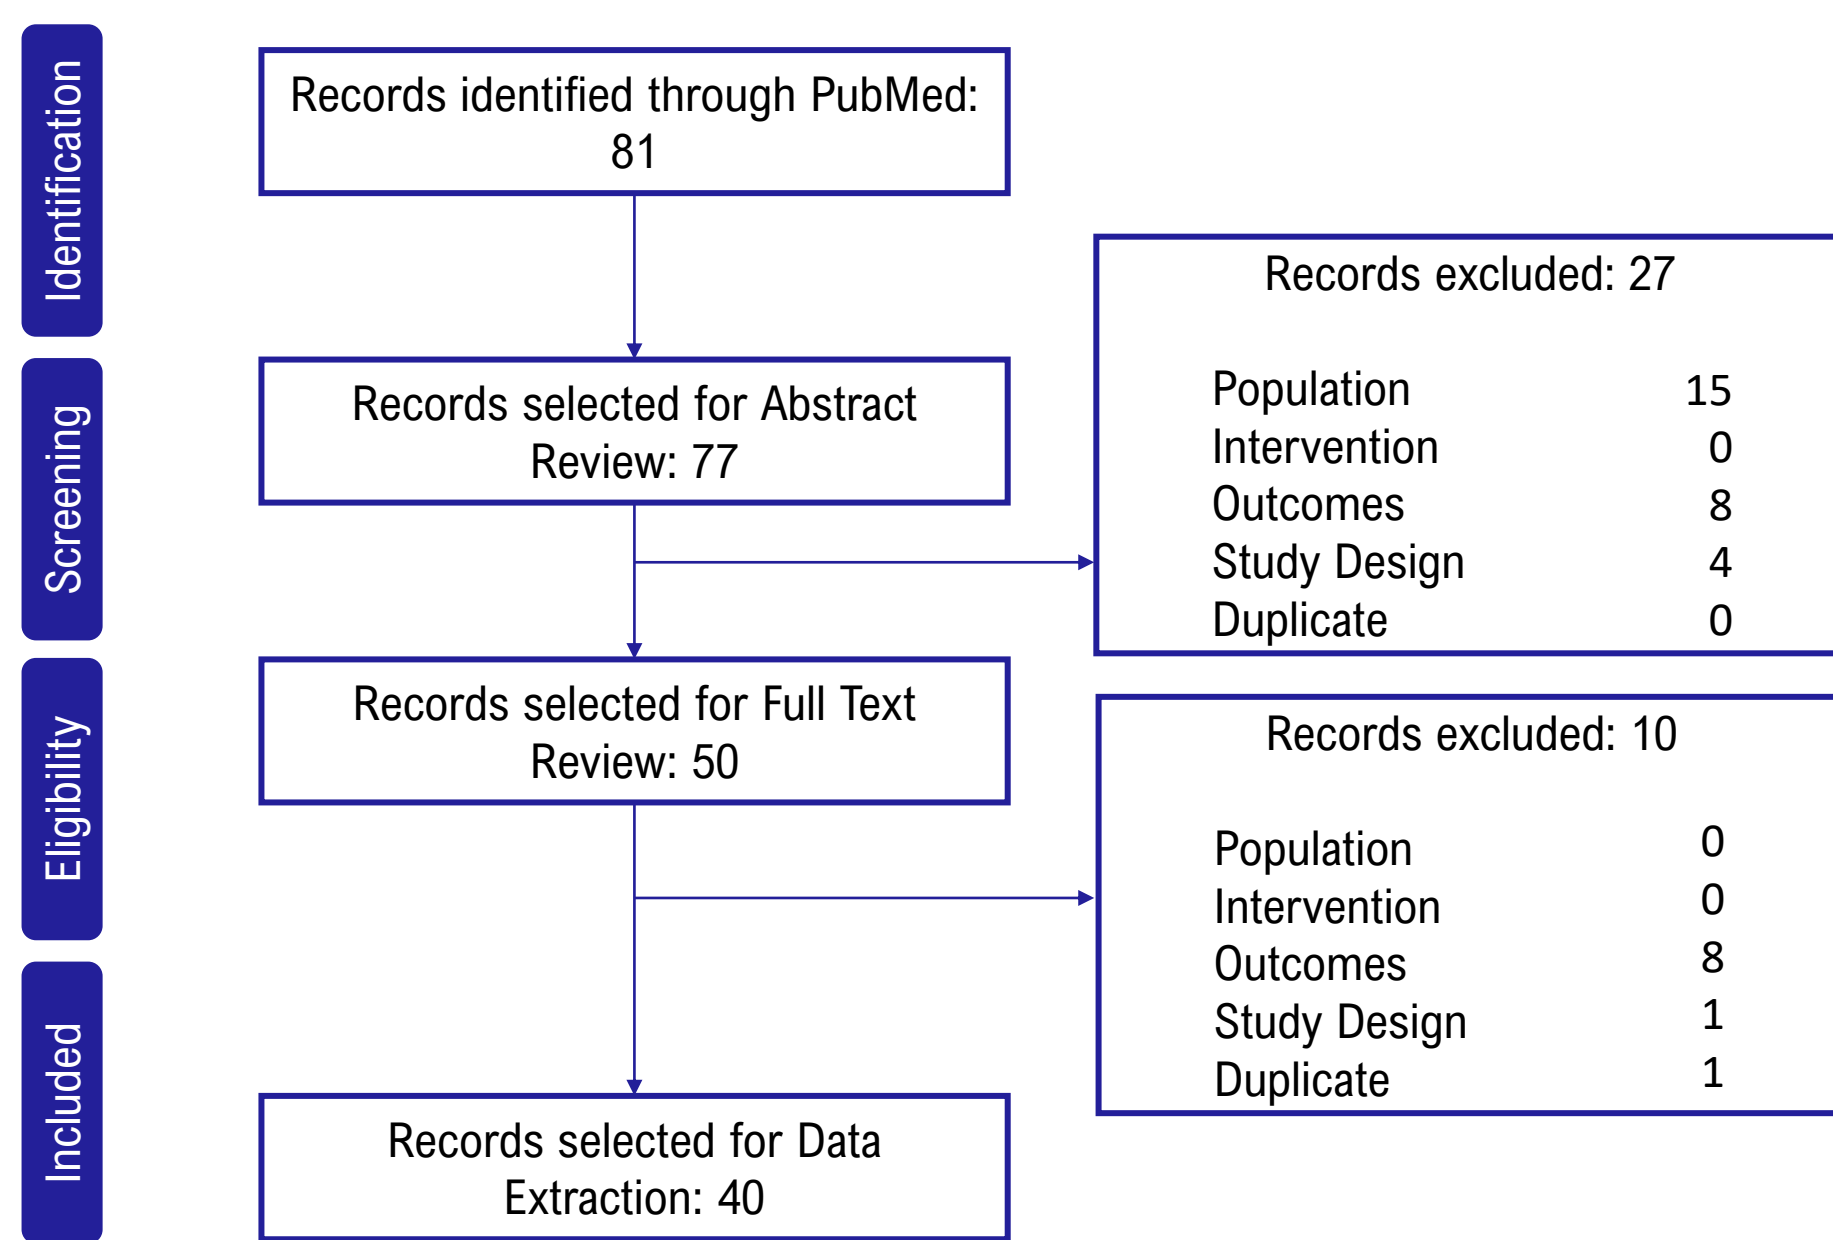 Identification
Records identified through PubMed:
81
Screening
Records selected for Abstract
Review: 77
Records excluded: 27
Population 15
Intervention 0
Outcomes 8
Study Design 4
Duplicate 0
Eligibility
Records selected for Full Text
Review: 50
Records excluded: 10
Population 0
Intervention 0
Outcomes 8
Study Design 1
Duplicate 1
Included
Records selected for Data
Extraction: 40